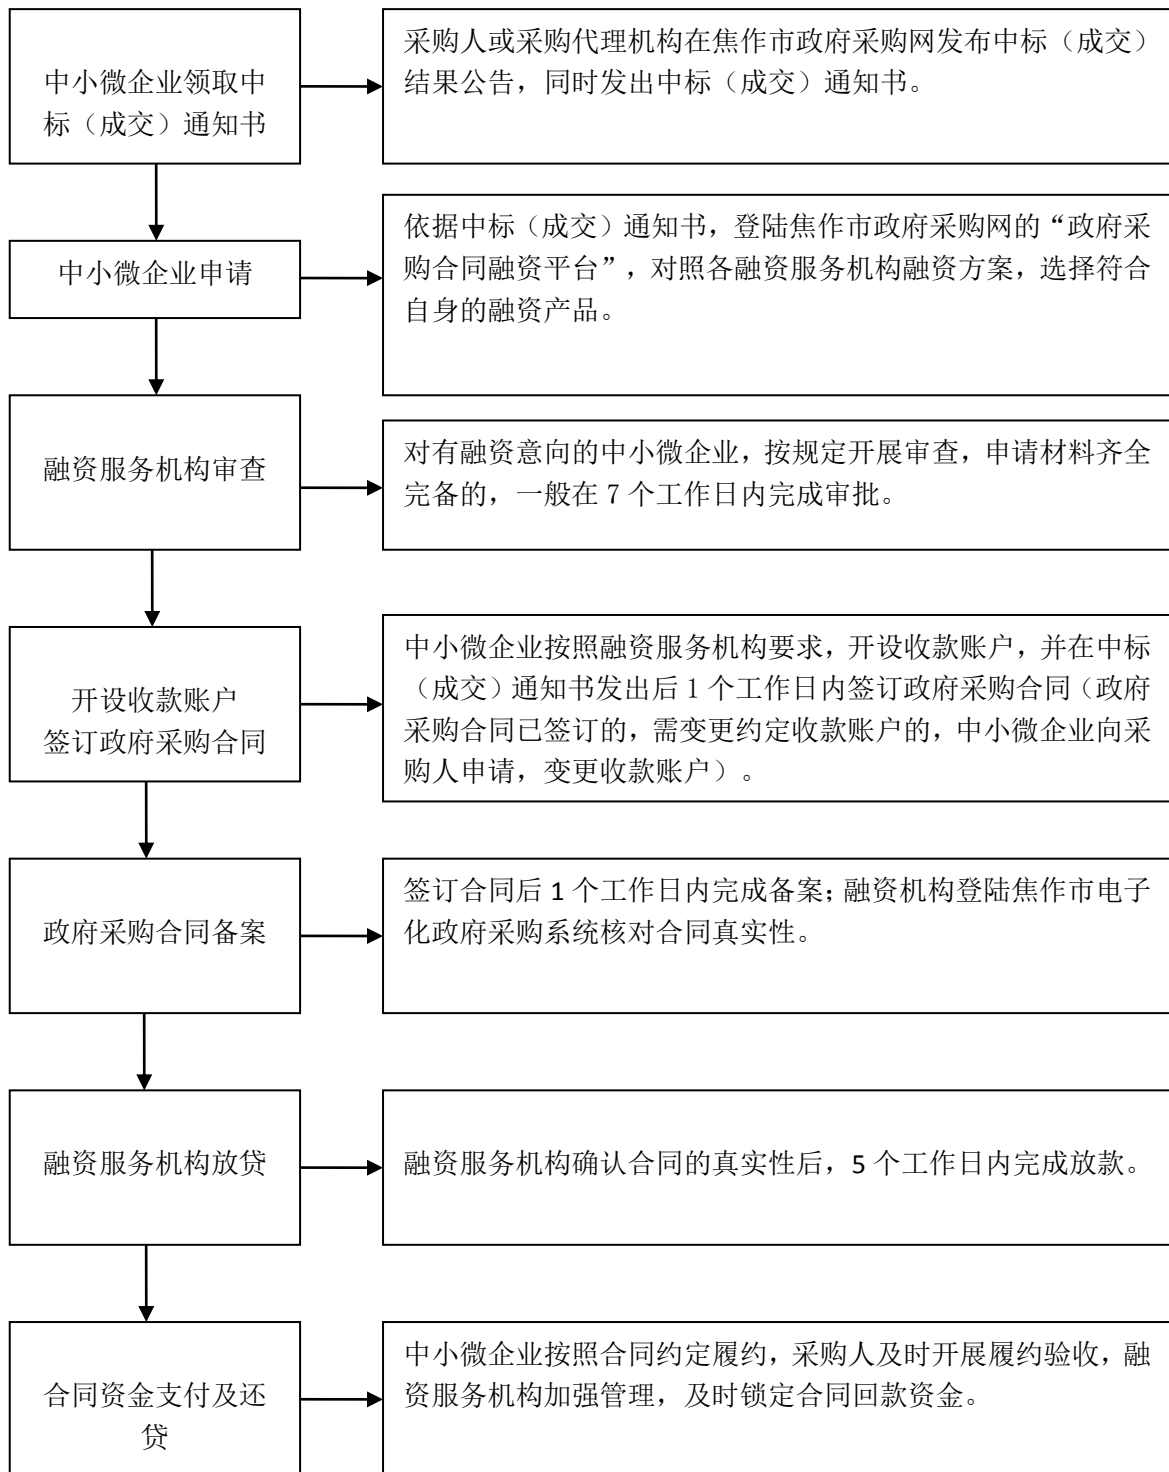 中小微企业领取中
标（成交）通知书
采购人或采购代理机构在焦作市政府采购网发布中标（成交）
结果公告，同时发出中标（成交）通知书。
中小微企业申请
依据中标（成交）通知书，登陆焦作市政府采购网的“政府采
购合同融资平台”，对照各融资服务机构融资方案，选择符合
自身的融资产品。
融资服务机构审查
对有融资意向的中小微企业，按规定开展审查，申请材料齐全
完备的，一般在 7 个工作日内完成审批。
开设收款账户
签订政府采购合同
中小微企业按照融资服务机构要求，开设收款账户，并在中标
（成交）通知书发出后 1 个工作日内签订政府采购合同（政府
采购合同已签订的，需变更约定收款账户的，中小微企业向采
购人申请，变更收款账户）。
政府采购合同备案
签订合同后 1 个工作日内完成备案；融资机构登陆焦作市电子
化政府采购系统核对合同真实性。
融资服务机构放贷
融资服务机构确认合同的真实性后，5 个工作日内完成放款。
合同资金支付及还
贷
中小微企业按照合同约定履约，采购人及时开展履约验收，融
资服务机构加强管理，及时锁定合同回款资金。